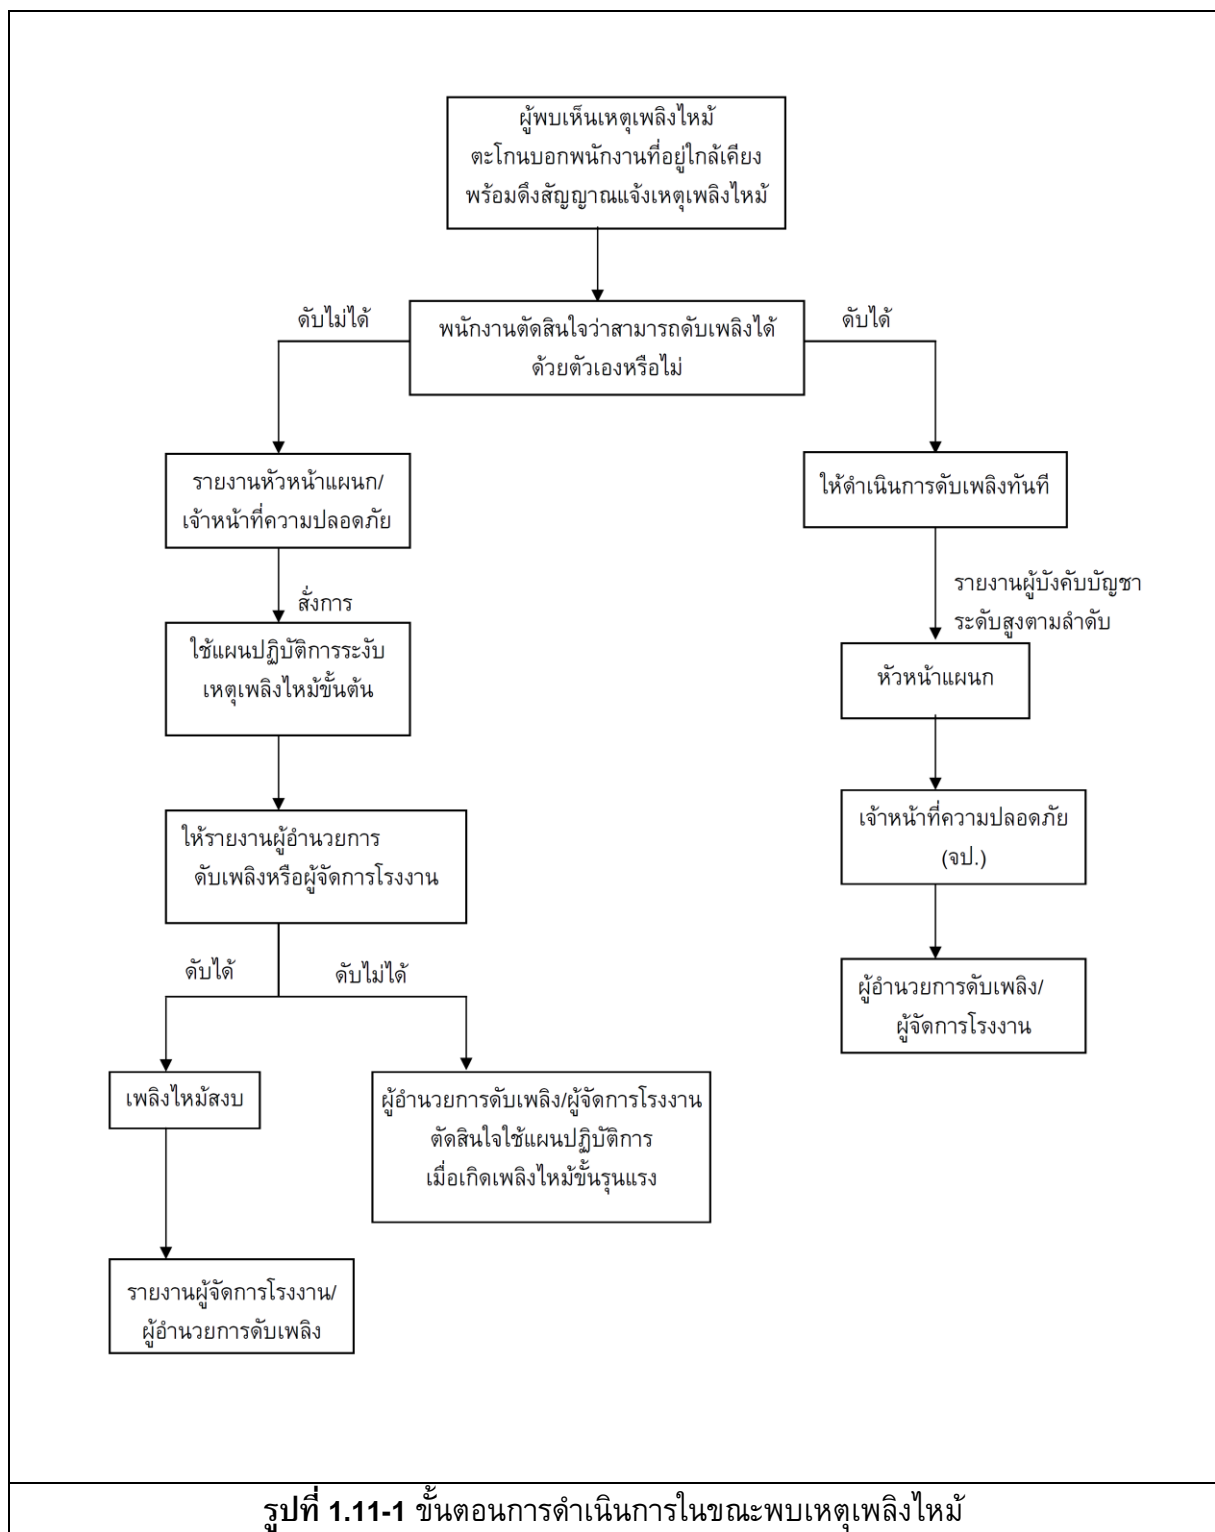 ผู้พบเห็นเหตุเพลิงไหม้
ตะโกนบอกพนักงานที่อยู่ใกล้เคียง
พร้อมดึงสัญญาณแจ้งเหตุเพลิงไหม้
ดับไม่ได้
พนักงานตัดสินใจว่าสามารถดับเพลิงได้
ด้วยตัวเองหรือไม่
ดับได้
รายงานหัวหน้าแผนก/
เจ้าหน้าที่ความปลอดภัย
สั่งการ
ใช้แผนปฏิบัติการระงับ
เหตุเพลิงไหม้ขั้นต้น
ให้รายงานผู้อำนวยการ
ดับเพลิงหรือผู้จัดการโรงงาน
ดับได้
ดับไม่ได้
เพลิงไหม้สงบ
ผู้อำนวยการดับเพลิง/ผู้จัดการโรงงาน
ตัดสินใจใช้แผนปฏิบัติการ
เมื่อเกิดเพลิงไหม้ขั้นรุนแรง
รายงานผู้จัดการโรงงาน/
ผู้อำนวยการดับเพลิง
ให้ดำเนินการดับเพลิงทันที
รายงานผู้บังคับบัญชา
ระดับสูงตามลำดับ
หัวหน้าแผนก
เจ้าหน้าที่ความปลอดภัย
(จป.)
ผู้อำนวยการดับเพลิง/
ผู้จัดการโรงงาน
รูปที่ 1.11-1 ขั้นตอนการดำเนินการในขณะพบเหตุเพลิงไหม้